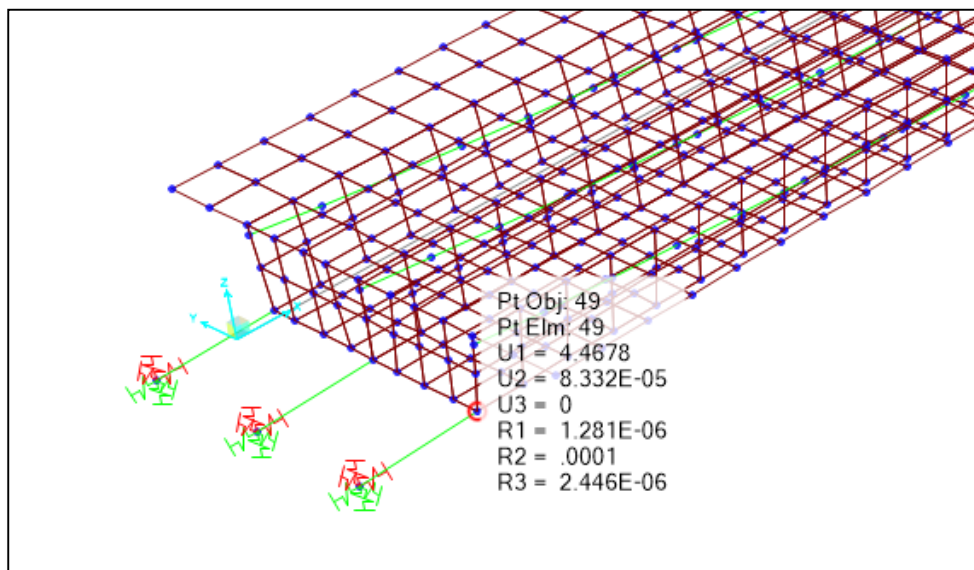 Z
Y
X
Pt Obj: 49
Pt Elm: 49
U1 = 4.4678
U2 = 8.332E-05
U3 = 0
R1 = 1.281E-06
R2 = .0001
R3 = 2.446E-06